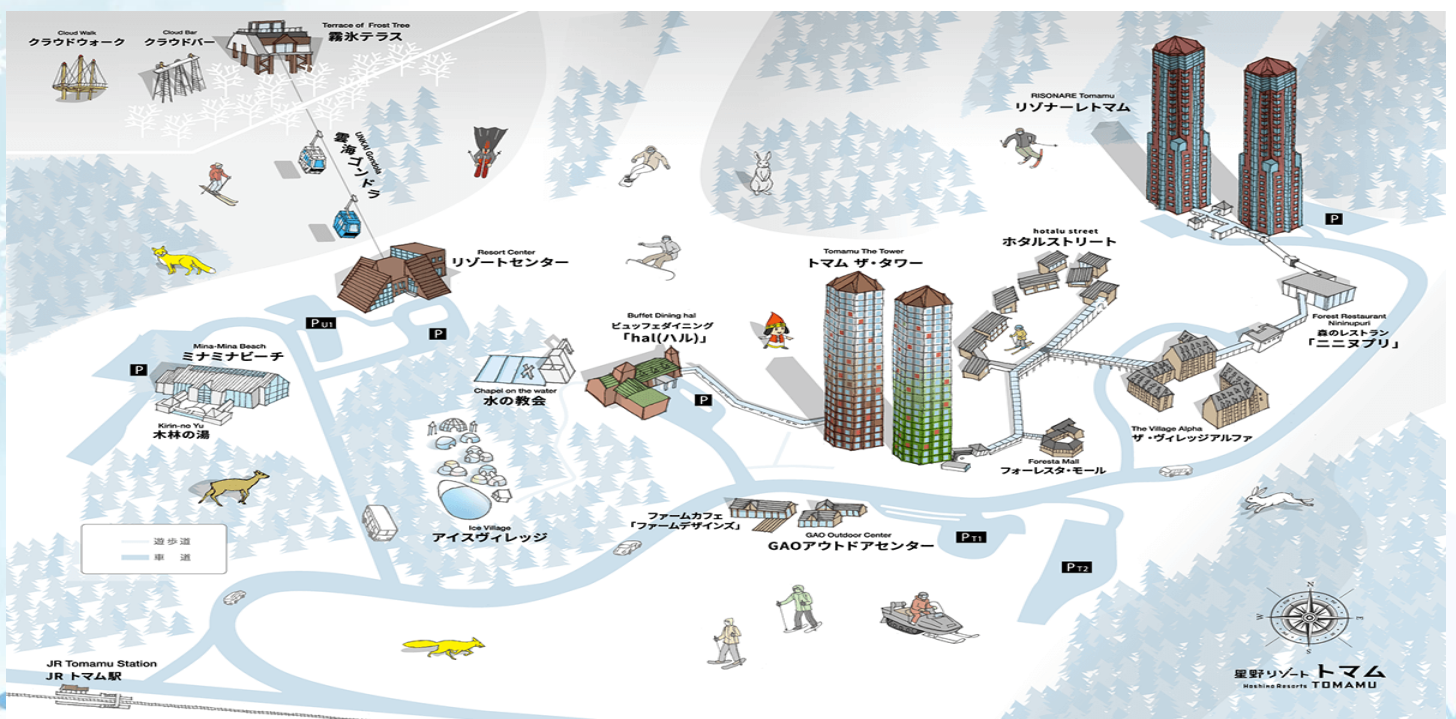 Cloud Walk
クラウドウォーク
Cloud Bar
クラウドバー
Terrace of Frost Tree
霧氷テラス
UNKAI Gondola
雲海ゴンドラ
RISONARE Tomamu
リゾナーレトマム
P
Resort Center
リゾートセンター
hotalu street
ホタルストリート
Tomamu The Tower
トマム ザ・タワー
Forest Restaurant
Nininupuri
森のレストラン
「ニニヌプリ」
P U1
P
Buffet Dining hal
ビュッフェダイニング
「hal(ハル)」
Mina-Mina Beach
ミナミナビーチ
P
Kirin-no Yu
木林の湯
Chapel on the water
水の教会
P
The Village Alpha
ザ・ヴィレッジアルファ
Foresta Mall
フォーレスタ・モール
Ice Village
アイスヴィレッジ
ファームカフェ
「ファームデザインズ」
GAO Outdoor Center
GAOアウトドアセンター
P T1
P T2
遊歩道
車 道
N
W
E
S
JR Tomamu Station
JR トマム駅
星野リゾート トマム
Hoshino Resorts TOMAMU